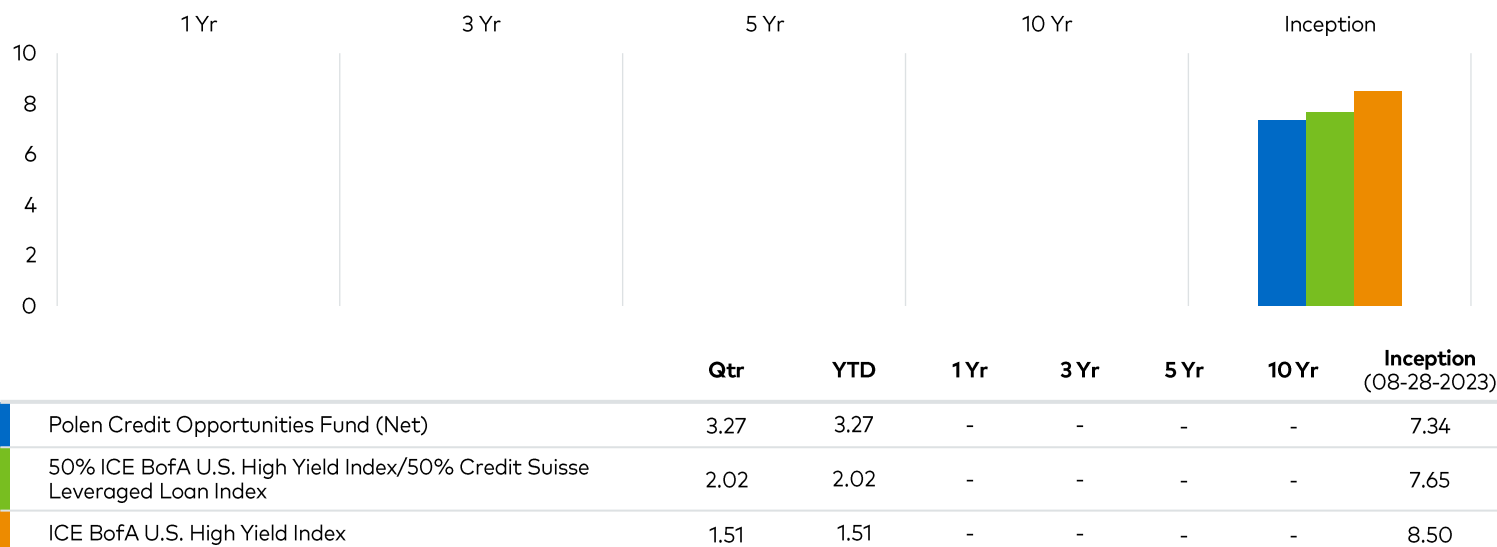 1 Yr 3 Yr 5 Yr 10 Yr Inception
10
8
6
4
2
0
Qtr YTD 1 Yr 3 Yr 5 Yr 10 Yr Inception
(08-28-2023)
Polen Credit Opportunities Fund (Net) 3.27 3.27 - - - - 7.34
50% ICE BofA U.S. High Yield Index/50% Credit Suisse
Leveraged Loan Index 2.02 2.02 - - - - 7.65
ICE BofA U.S. High Yield Index 1.51 1.51 - - - - 8.50